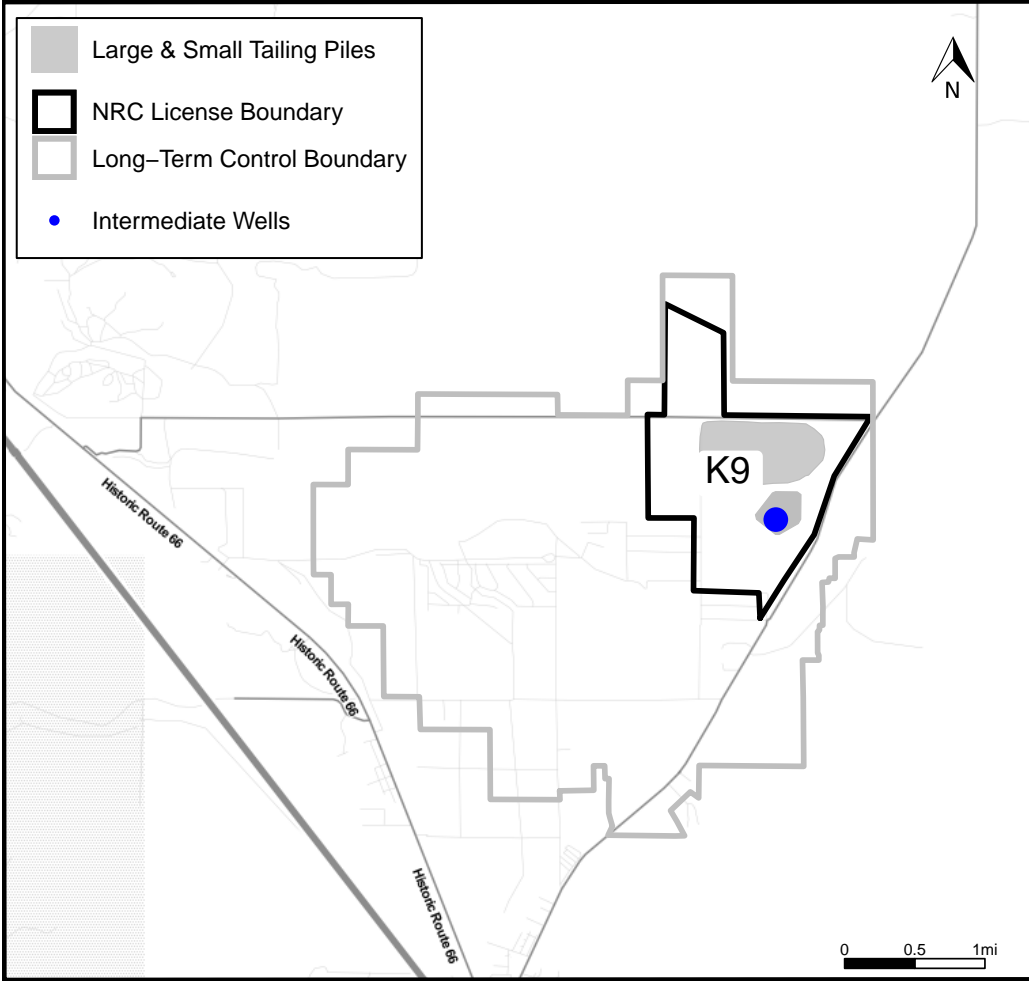 Large & Small Tailing Piles
NRC License Boundary
Long−Term Control Boundary
Intermediate Wells
N
K9
Historic Route 66
Historic Route 66
Historic Route 66
0 0.5 1mi